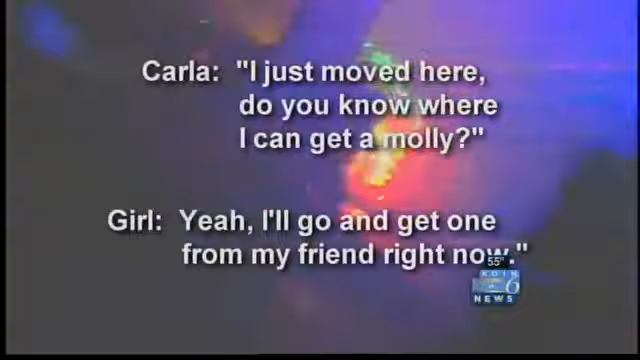 Carla: "I just moved here,
do you know where
I can get a molly?"
Girl: Yeah, I'll go and get one
from my friend right now."
55°
KOIN
6
NEWS